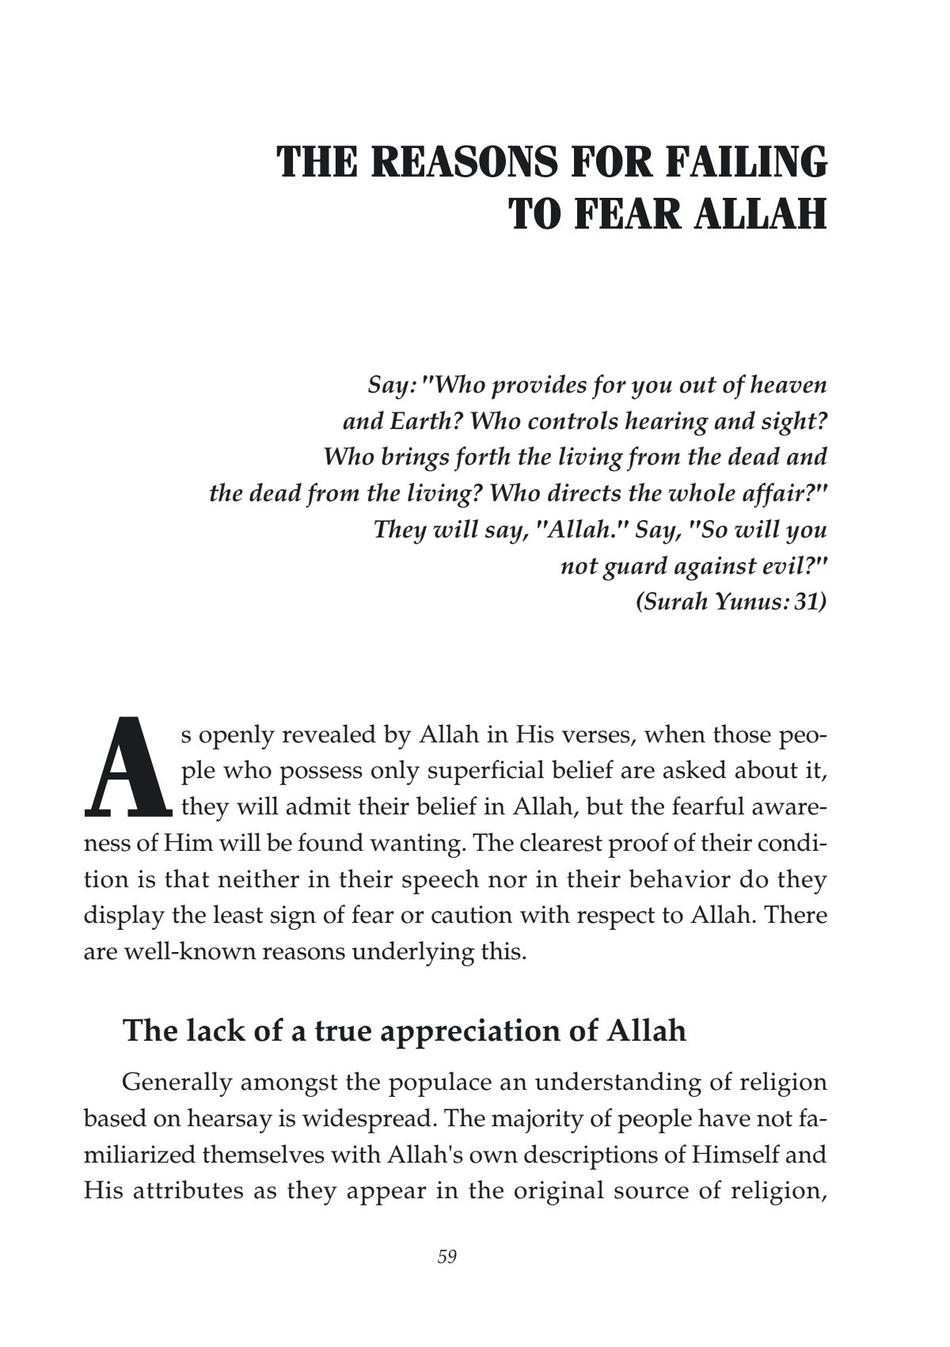 THE REASONS FOR FAILING
TO FEAR ALLAH
Say: "Who provides for you out of heaven
and Earth? Who controls hearing and sight?
Who brings forth the living from the dead and
the dead from the living? Who directs the whole affair?"
They will say, "Allah." Say, "So will you
not guard against evil?"
(Surah Yunus: 31)
As openly revealed by Allah in His verses, when those peo-
ple who possess only superficial belief are asked about it,
they will admit their belief in Allah, but the fearful aware-
ness of Him will be found wanting. The clearest proof of their condi-
tion is that neither in their speech nor in their behavior do they
display the least sign of fear or caution with respect to Allah. There
are well-known reasons underlying this.
The lack of a true appreciation of Allah
Generally amongst the populace an understanding of religion
based on hearsay is widespread. The majority of people have not fa-
miliarized themselves with Allah's own descriptions of Himself and
His attributes as they appear in the original source of religion,
59